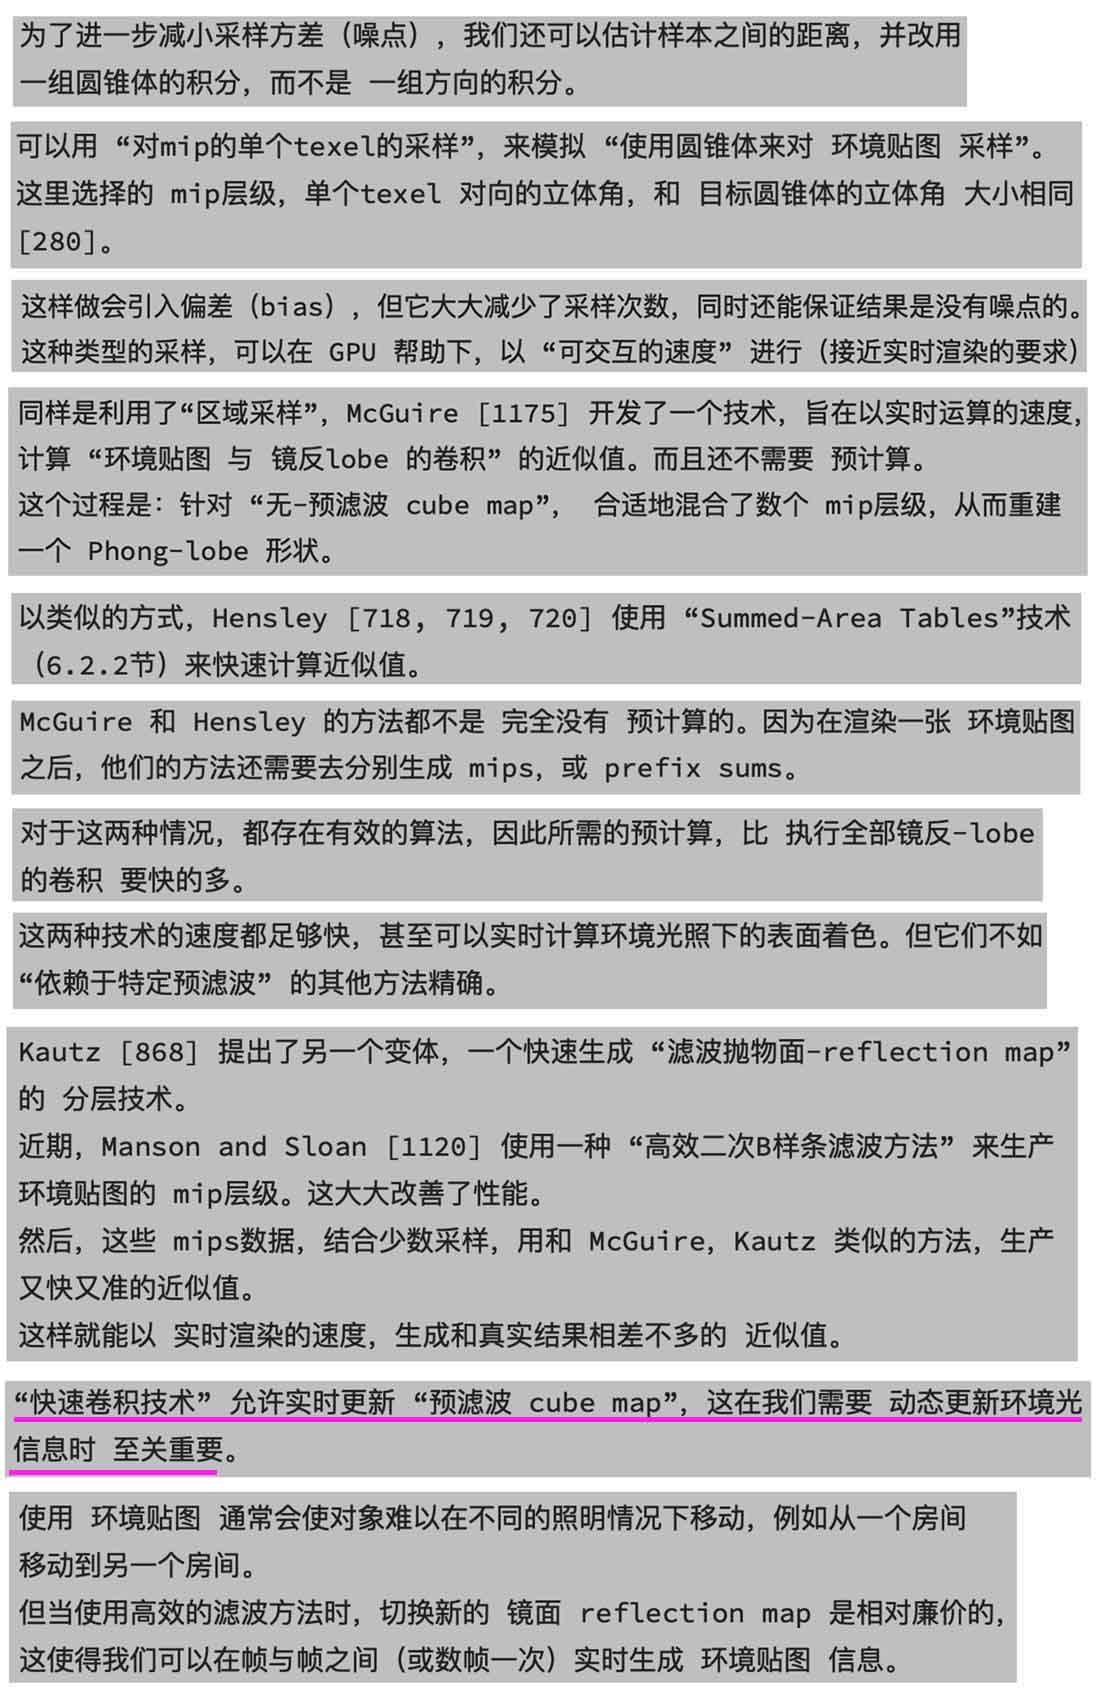 为了进一步减小采样方差（噪点），我们还可以估计样本之间的距离，并改用
一组圆锥体的积分，而不是 一组方向的积分。
可以用 “对mip的单个texel的采样”，来模拟 “使用圆锥体来对 环境贴图 采样”。
这里选择的 mip层级，单个texel 对向的立体角，和 目标圆锥体的立体角 大小相同
[280]。
这样做会引入偏差（bias），但它大大减少了采样次数，同时还能保证结果是没有噪点的。
这种类型的采样，可以在 GPU 帮助下，以 “可交互的速度” 进行（接近实时渲染的要求）
同样是利用了“区域采样”，McGuire [1175] 开发了一个技术，旨在以实时运算的速度，
计算 “环境贴图 与 镜反lobe 的卷积” 的近似值。而且还不需要 预计算。
这个过程是：针对 “无-预滤波 cube map”， 合适地混合了数个 mip层级，从而重建
一个 Phong-lobe 形状。
以类似的方式，Hensley [718, 719, 720] 使用 “Summed-Area Tables”技术
（6.2.2节）来快速计算近似值。
McGuire 和 Hensley 的方法都不是 完全没有 预计算的。因为在渲染一张 环境贴图
之后，他们的方法还需要去分别生成 mips，或 prefix sums。
对于这两种情况，都存在有效的算法，因此所需的预计算，比 执行全部镜反-lobe
的卷积 要快的多。
这两种技术的速度都足够快，甚至可以实时计算环境光照下的表面着色。但它们不如
“依赖于特定预滤波” 的其他方法精确。
Kautz [868] 提出了另一个变体，一个快速生成 “滤波抛物面-reflection map”
的 分层技术。
近期，Manson and Sloan [1120] 使用一种 “高效二次B样条滤波方法” 来生产
环境贴图的 mip层级。这大大改善了性能。
然后，这些 mips数据，结合少数采样，用和 McGuire，Kautz 类似的方法，生产
又快又准的近似值。
这样就能以 实时渲染的速度，生成和真实结果相差不多的 近似值。
“快速卷积技术” 允许实时更新 “预滤波 cube map”，这在我们需要 动态更新环境光
信息时 至关重要。
使用 环境贴图 通常会使对象难以在不同的照明情况下移动，例如从一个房间
移动到另一个房间。
但当使用高效的滤波方法时，切换新的 镜面 reflection map 是相对廉价的，
这使得我们可以在帧与帧之间（或数帧一次）实时生成 环境贴图 信息。